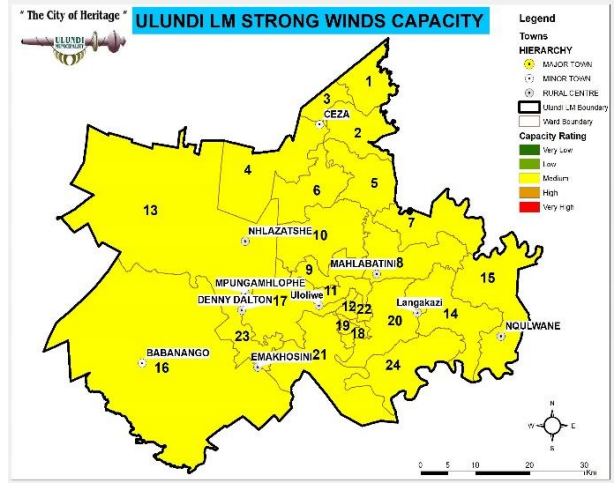 " The City of Heritage "
ULUNDI
MUNICIPALITY
ULUNDI LM STRONG WINDS CAPACITY
Legend
Towns
HIERARCHY
MAJOR TOWN
MINOR TOWN
RURAL CENTRE
Ulundi LM Boundary
Ward Boundary
Capacity Rating
Very Low
Low
Medium
High
Very High
1
3
CEZA
2
4
5
6
13
7
NHLAZATSHE
10
MAHLABATINI
8
9
15
MPUNGAMHLOPHE
Uloliwe
11
DENNY DALTON
17
12
22
Langakazi
20
14
19
18
NQULWANE
23
BABANANGO
16
EMAKHOSINI
21
24
N
W
E
S
0 5 10 20 30
Km